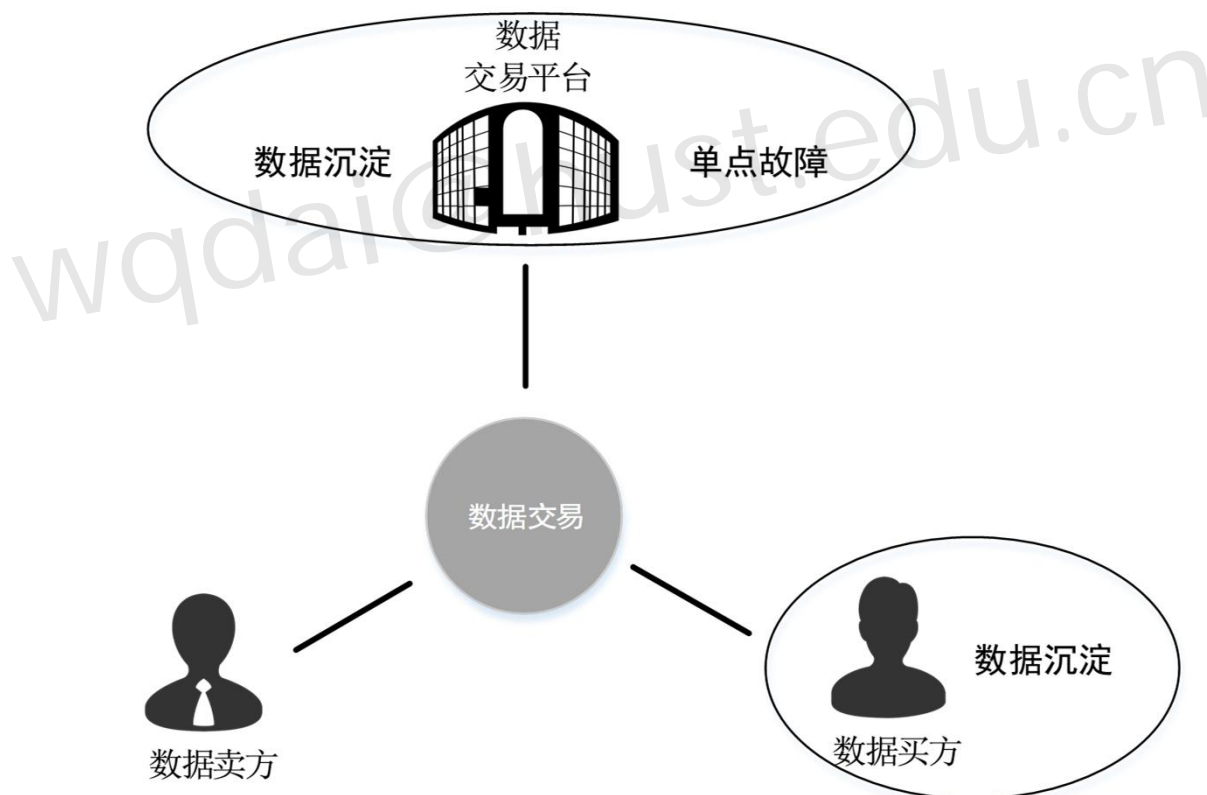 数据
交易平台
数据沉淀
单点故障
wqdai@hust.edu.cn
数据交易
数据沉淀
数据卖方
数据买方